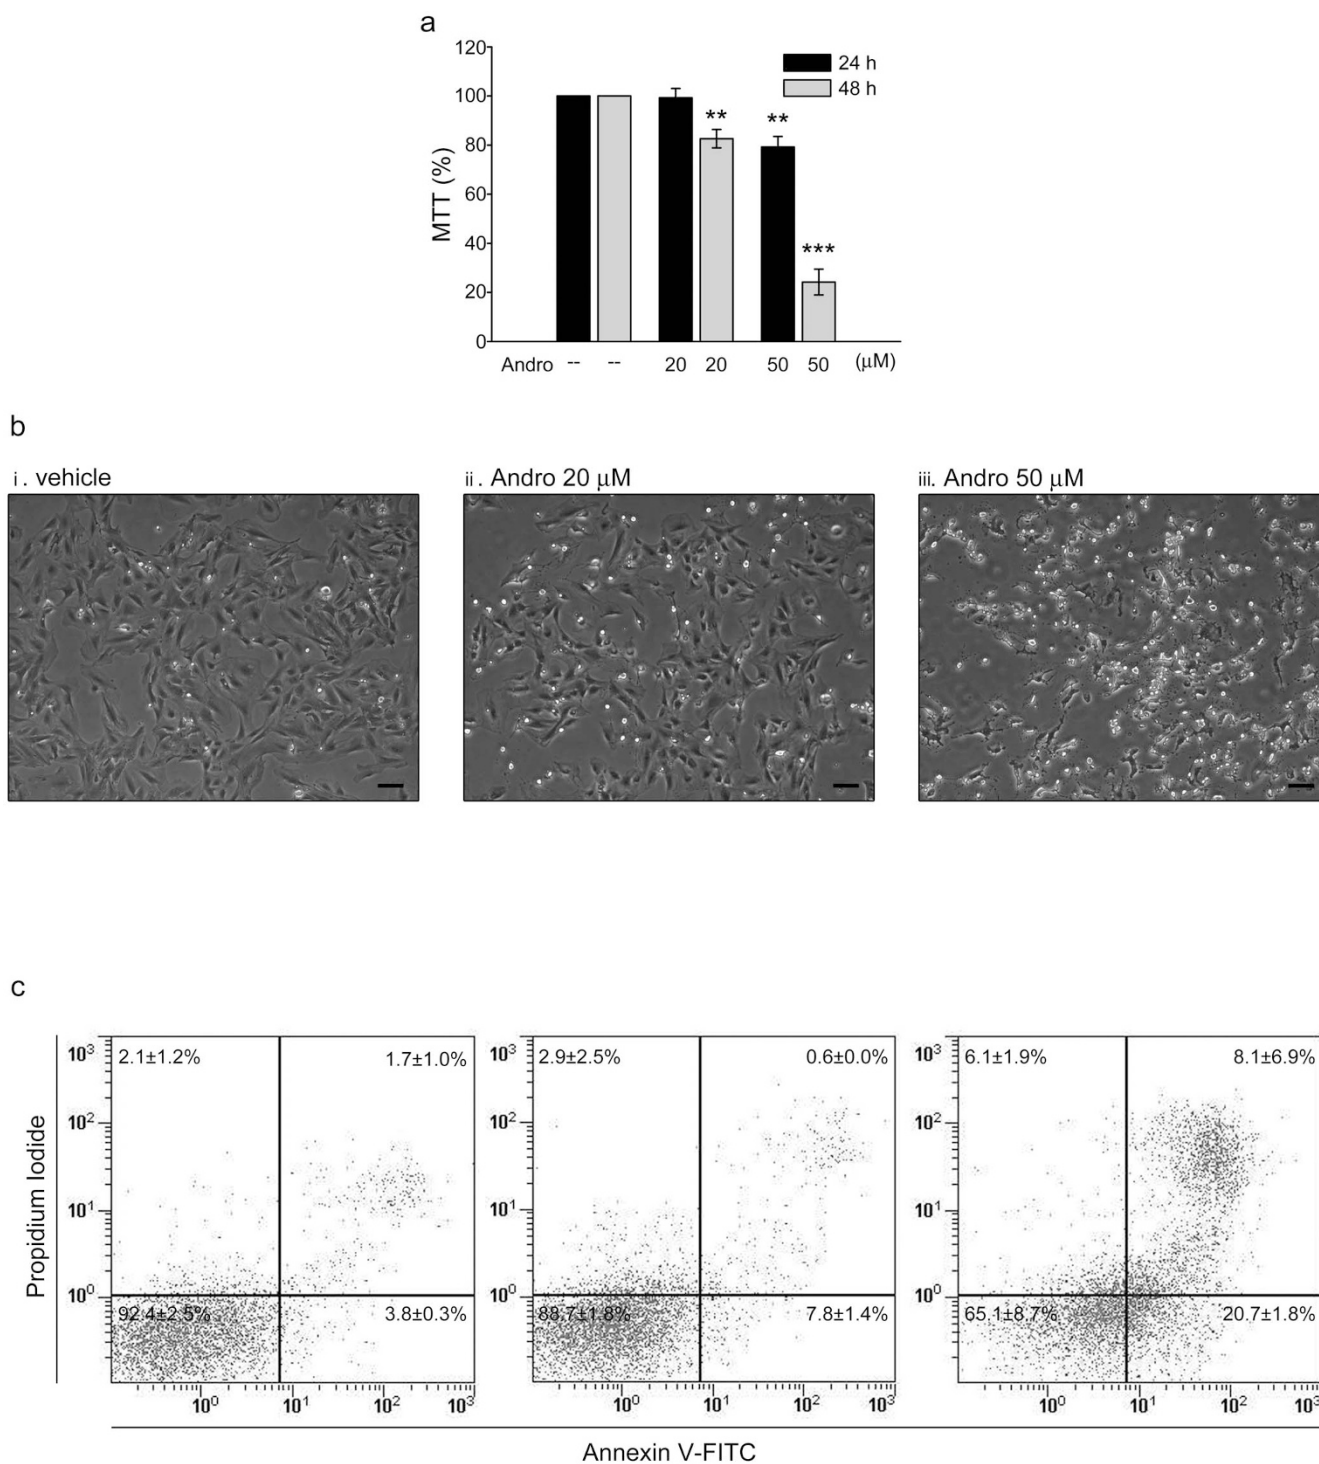 a
120
100
80
60
40
20
0
MTT (%)
24 h
48 h
**
**
***
Andro -- -- 20 20 50 50 (μM)
b
i. vehicle
ii. Andro 20 μM
iii. Andro 50 μM
c
Propidium Iodide
10³
10²
10¹
10⁰
2.1±1.2% 1.7±1.0%
92.4±2.5% 3.8±0.3%
10⁰ 10¹ 10² 10³
10³
10²
10¹
10⁰
2.9±2.5% 0.6±0.0%
88.7±1.8% 7.8±1.4%
10⁰ 10¹ 10² 10³
10³
10²
10¹
10⁰
6.1±1.9% 8.1±6.9%
65.1±8.7% 20.7±1.8%
10⁰ 10¹ 10² 10³
Annexin V-FITC